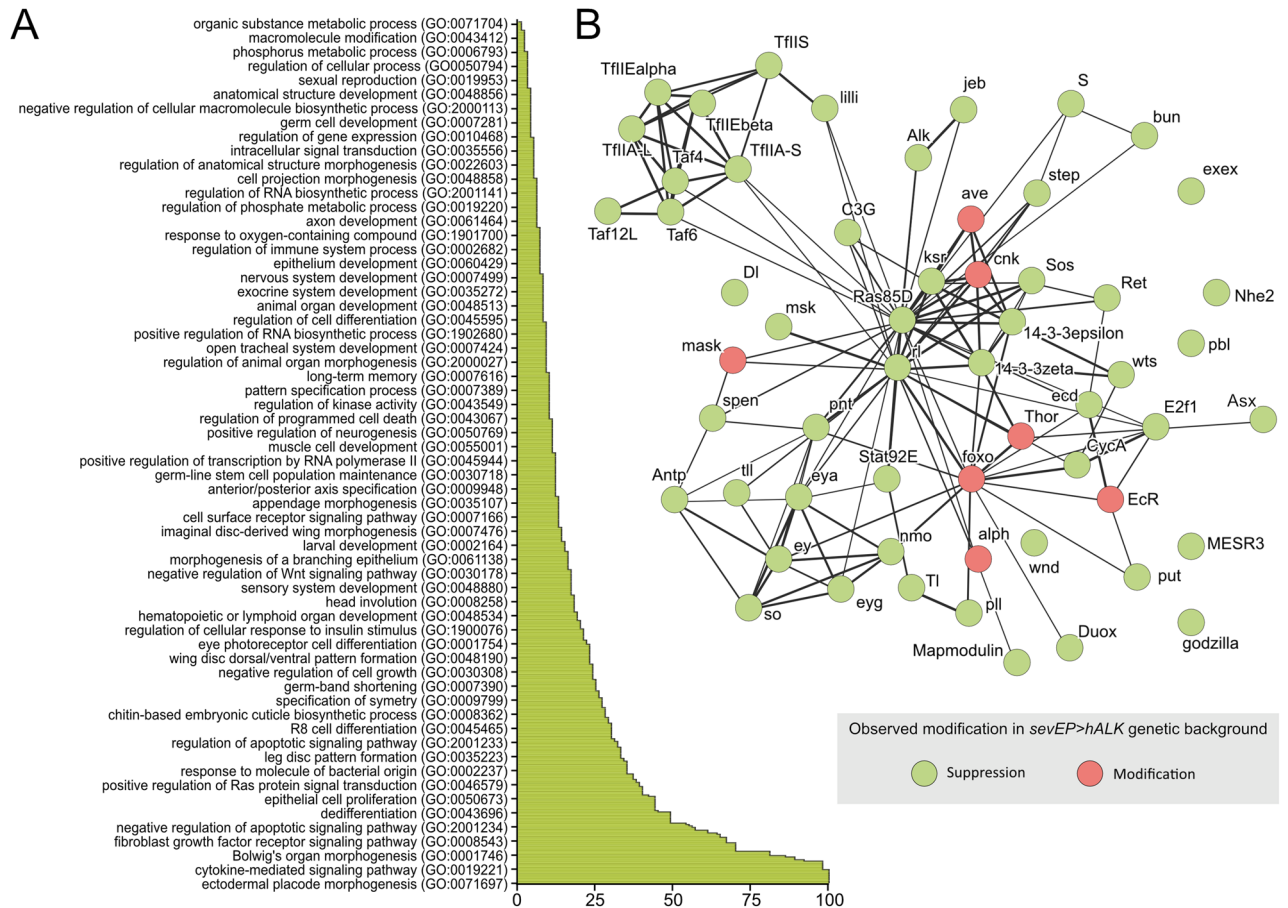 A
organic substance metabolic process (GO:0071704)
macromolecule modification (GO:0043412)
phosphorus metabolic process (GO:0006793)
regulation of cellular process (GO0050794)
sexual reproduction (GO:0019953)
anatomical structure development (GO:0048856)
negative regulation of cellular macromolecule biosynthetic process (GO:2000113)
germ cell development (GO:0007281)
regulation of gene expression (GO:0010468)
intracellular signal transduction (GO:0035556)
regulation of anatomical structure morphogenesis (GO:0022603)
cell projection morphogenesis (GO:0048858)
regulation of RNA biosynthetic process (GO:2001141)
regulation of phosphate metabolic process (GO:0019220)
axon development (GO:0061464)
response to oxygen-containing compound (GO:1901700)
regulation of immune system process (GO:0002682)
epithelium development (GO:0060429)
nervous system development (GO:0007499)
exocrine system development (GO:0035272)
animal organ development (GO:0048513)
regulation of cell differentiation (GO:0045595)
positive regulation of RNA biosynthetic process (GO:1902680)
open tracheal system development (GO:0007424)
regulation of animal organ morphogenesis (GO:2000027)
long-term memory (GO:0007616)
pattern specification process (GO:0007389)
regulation of kinase activity (GO:0043549)
regulation of programmed cell death (GO:0043067)
positive regulation of neurogenesis (GO:0050769)
muscle cell development (GO:0055001)
positive regulation of transcription by RNA polymerase II (GO:0045944)
germ-line stem cell population maintenance (GO:0030718)
anterior/posterior axis specification (GO:0009948)
appendage morphogenesis (GO:0035107)
cell surface receptor signaling pathway (GO:0007166)
imaginal disc-derived wing morphogenesis (GO:0007476)
larval development (GO:0002164)
morphogenesis of a branching epithelium (GO:0061138)
negative regulation of Wnt signaling pathway (GO:0030178)
sensory system development (GO:0048880)
head involution (GO:0008258)
hematopoietic or lymphoid organ development (GO:0048534)
regulation of cellular response to insulin stimulus (GO:1900076)
eye photoreceptor cell differentiation (GO:0001754)
wing disc dorsal/ventral pattern formation (GO:0048190)
negative regulation of cell growth (GO:0030308)
germ-band shortening (GO:0007390)
specification of symetry (GO:0009799)
chitin-based embryonic cuticle biosynthetic process (GO:0008362)
R8 cell differentiation (GO:0045465)
regulation of apoptotic signaling pathway (GO:2001233)
leg disc pattern formation (GO:0035223)
response to molecule of bacterial origin (GO:0002237)
positive regulation of Ras protein signal transduction (GO:0046579)
epithelial cell proliferation (GO:0050673)
dedifferentiation (GO:0043696)
negative regulation of apoptotic signaling pathway (GO:2001234)
fibroblast growth factor receptor signaling pathway (GO:0008543)
Bolwig's organ morphogenesis (GO:0001746)
cytokine-mediated signaling pathway (GO:0019221)
ectodermal placode morphogenesis (GO:0071697)
0 25 50 75 100
B
TfIIS
TfIIEalpha
lilli
jeb
S
TfIIEbeta
bun
TfIIA-L
Alk
Taf4
TfIIA-S
step
exex
ave
C3G
Taf12L
Taf6
ksr
cnk
Sos
Dl
Ras85D
Ret
Nhe2
msk
14-3-3epsilon
mask
rl
pbl
14-3-3zeta
wts
spen
pnt
ecd
Thor
E2f1
Asx
Stat92E
foxo
CycA
Antp
tll
eya
EcR
ey
nmo
alph
wnd
MESR3
Tl
put
so
eyg
pll
Duox
godzilla
Mapmodulin
Observed modification in sevEP>hALK genetic background
Suppression
Modification